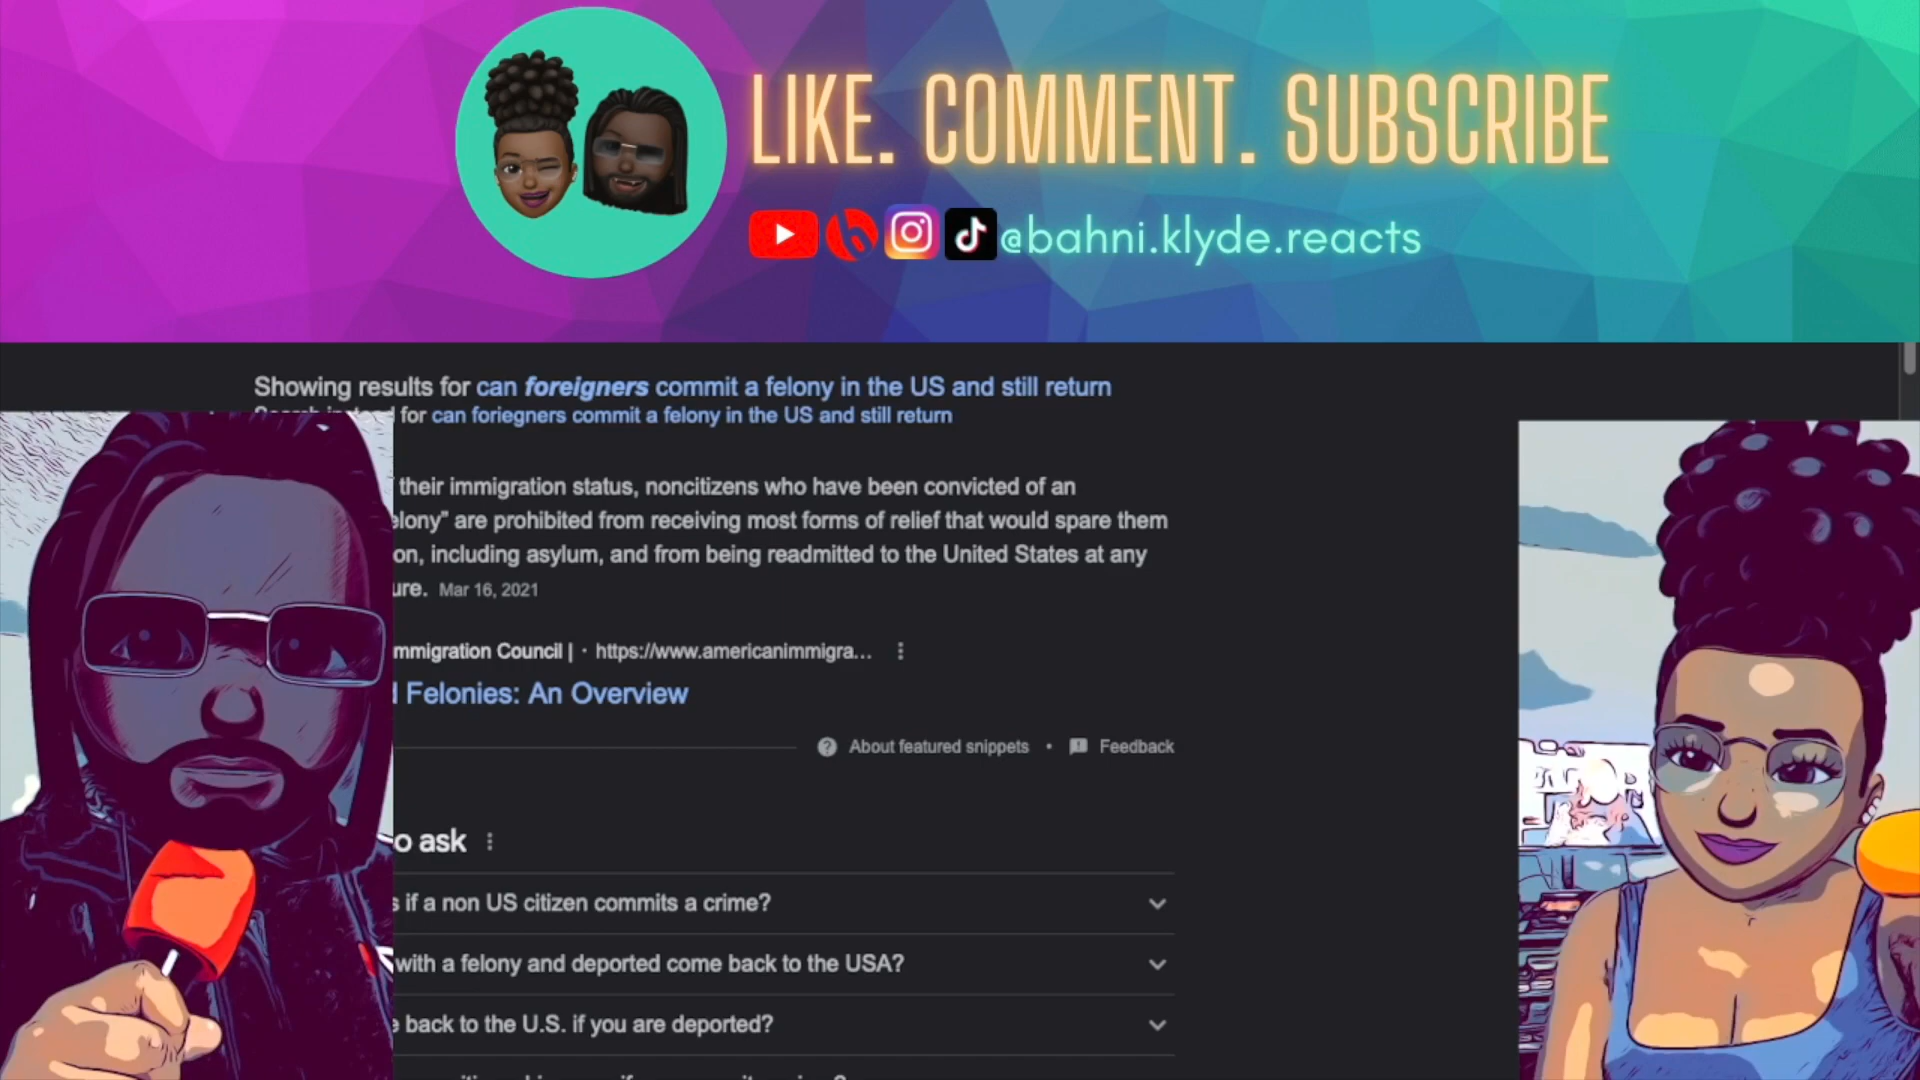 LIKE. COMMENT. SUBSCRIBE
@bahni.klyde.reacts
Showing results for can foreigners commit a felony in the US and still return
for can foriegners commit a felony in the US and still return
their immigration status, noncitizens who have been convicted of an
elony” are prohibited from receiving most forms of relief that would spare them
on, including asylum, and from being readmitted to the United States at any
ure. Mar 16, 2021
mmigration Council | · https://www.americanimmigra...
Felonies: An Overview
About featured snippets • Feedback
o ask
s if a non US citizen commits a crime?
with a felony and deported come back to the USA?
e back to the U.S. if you are deported?